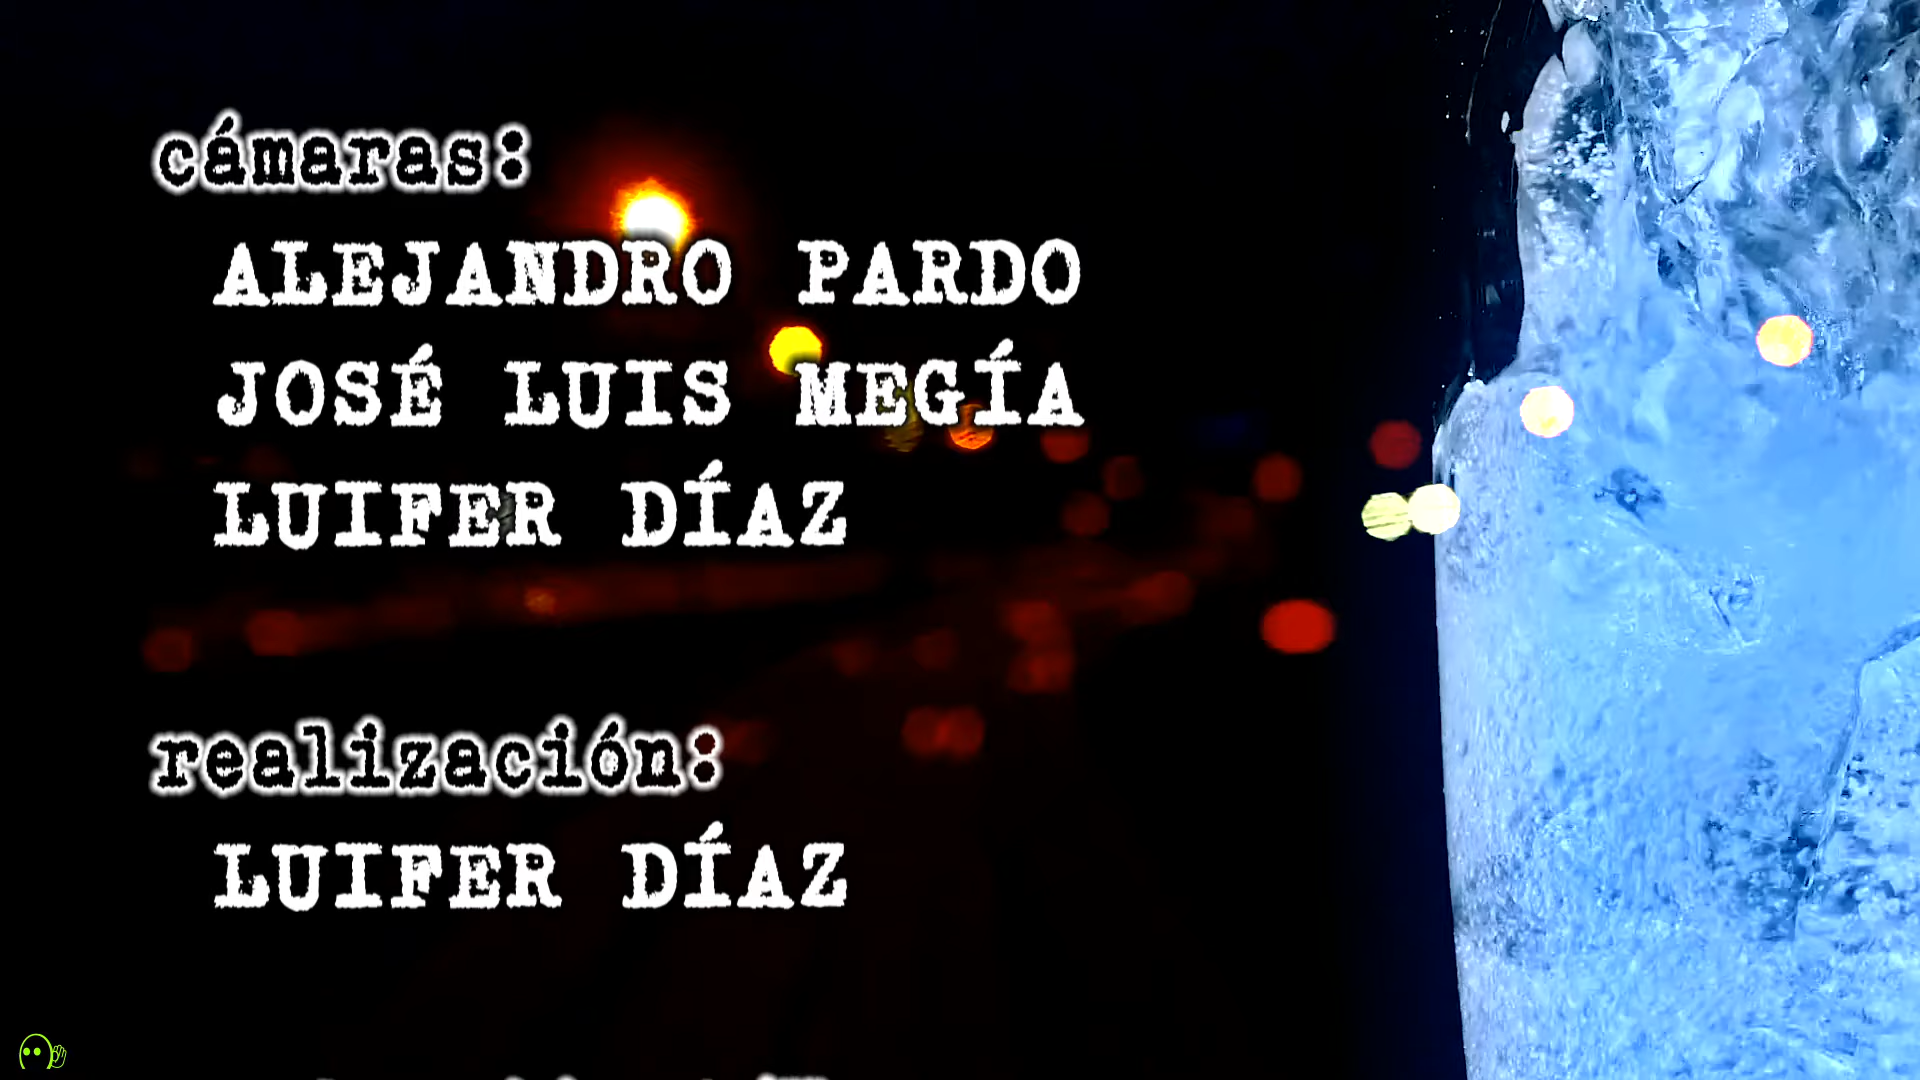 cámaras:
ALEJANDRO PARDO
JOSÉ LUIS MEGÍA
LUIFER DÍAZ
realización:
LUIFER DÍAZ